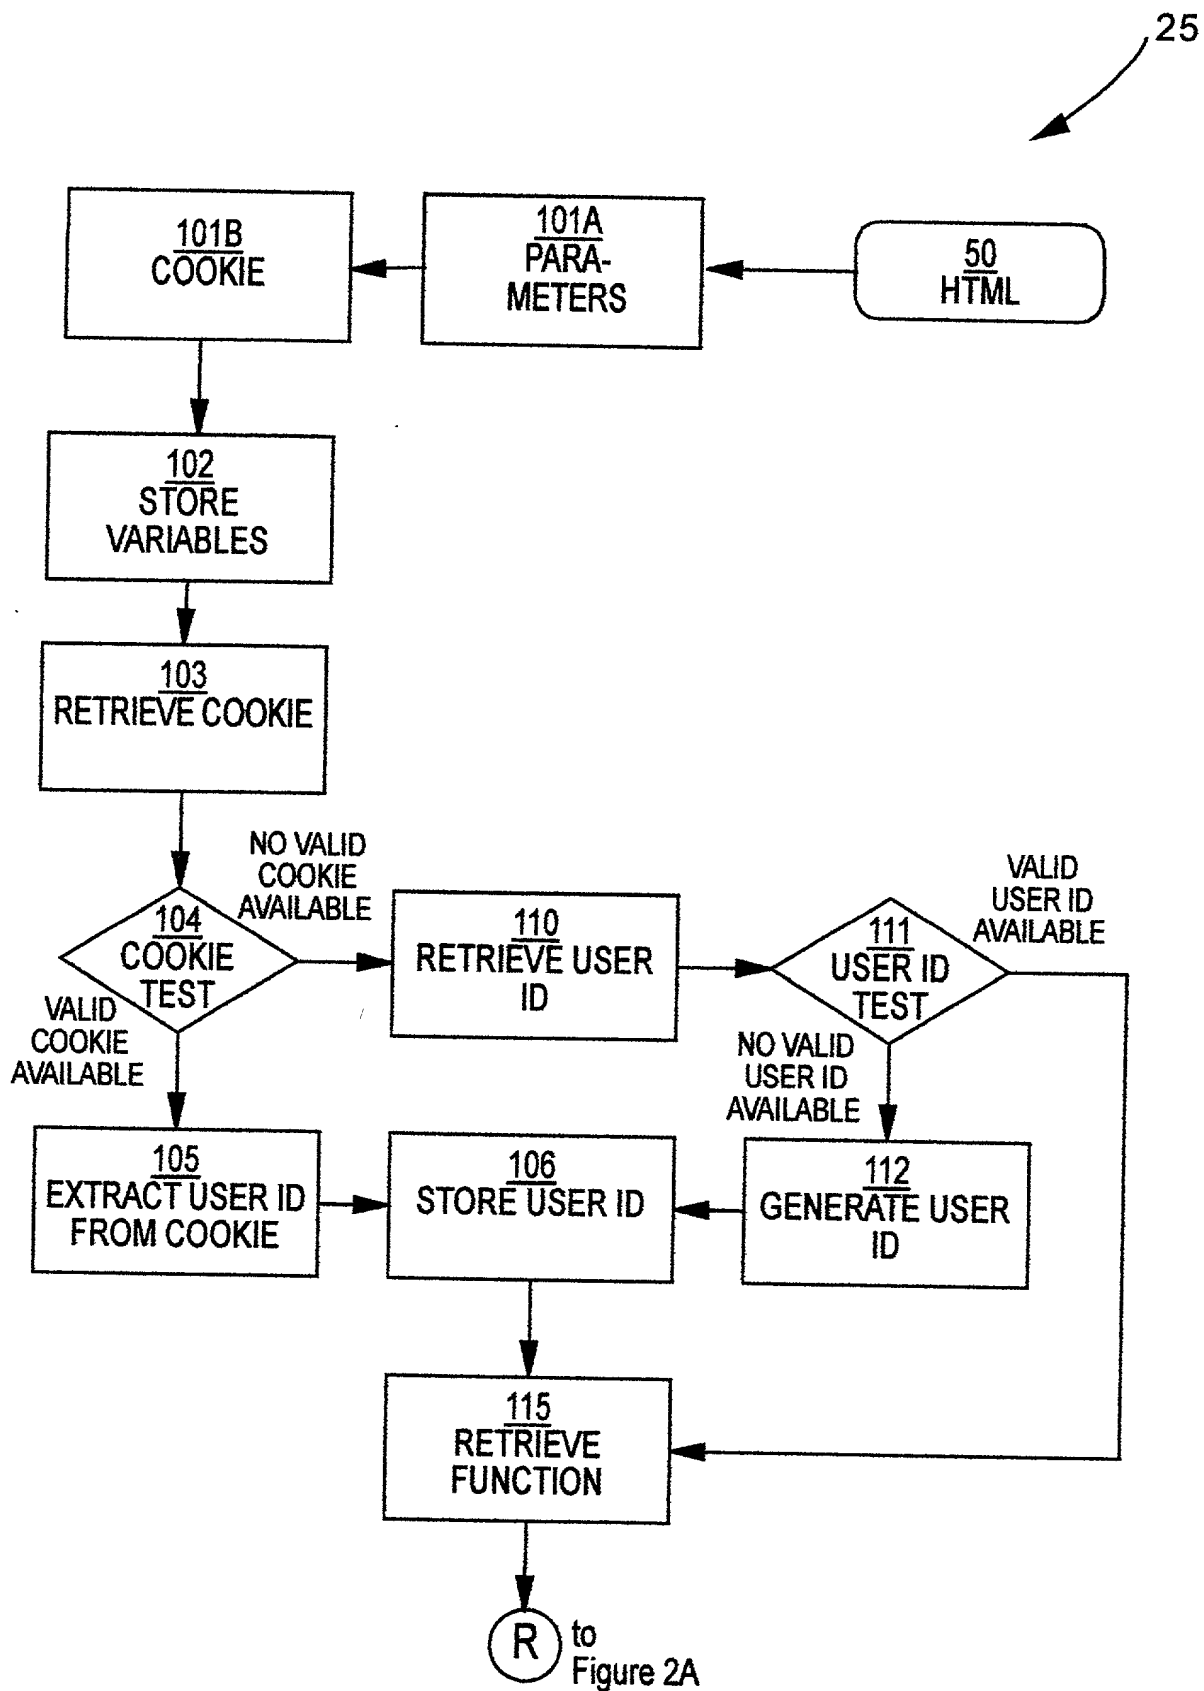 25
101B
COOKIE
101A
PARA-
METERS
50
HTML
102
STORE
VARIABLES
103
RETRIEVE COOKIE
NO VALID
COOKIE
AVAILABLE
104
COOKIE
TEST
VALID
COOKIE
AVAILABLE
110
RETRIEVE USER
ID
111
USER ID
TEST
VALID
USER ID
AVAILABLE
NO VALID
USER ID
AVAILABLE
105
EXTRACT USER ID
FROM COOKIE
106
STORE USER ID
112
GENERATE USER
ID
115
RETRIEVE
FUNCTION
R
to
Figure 2A